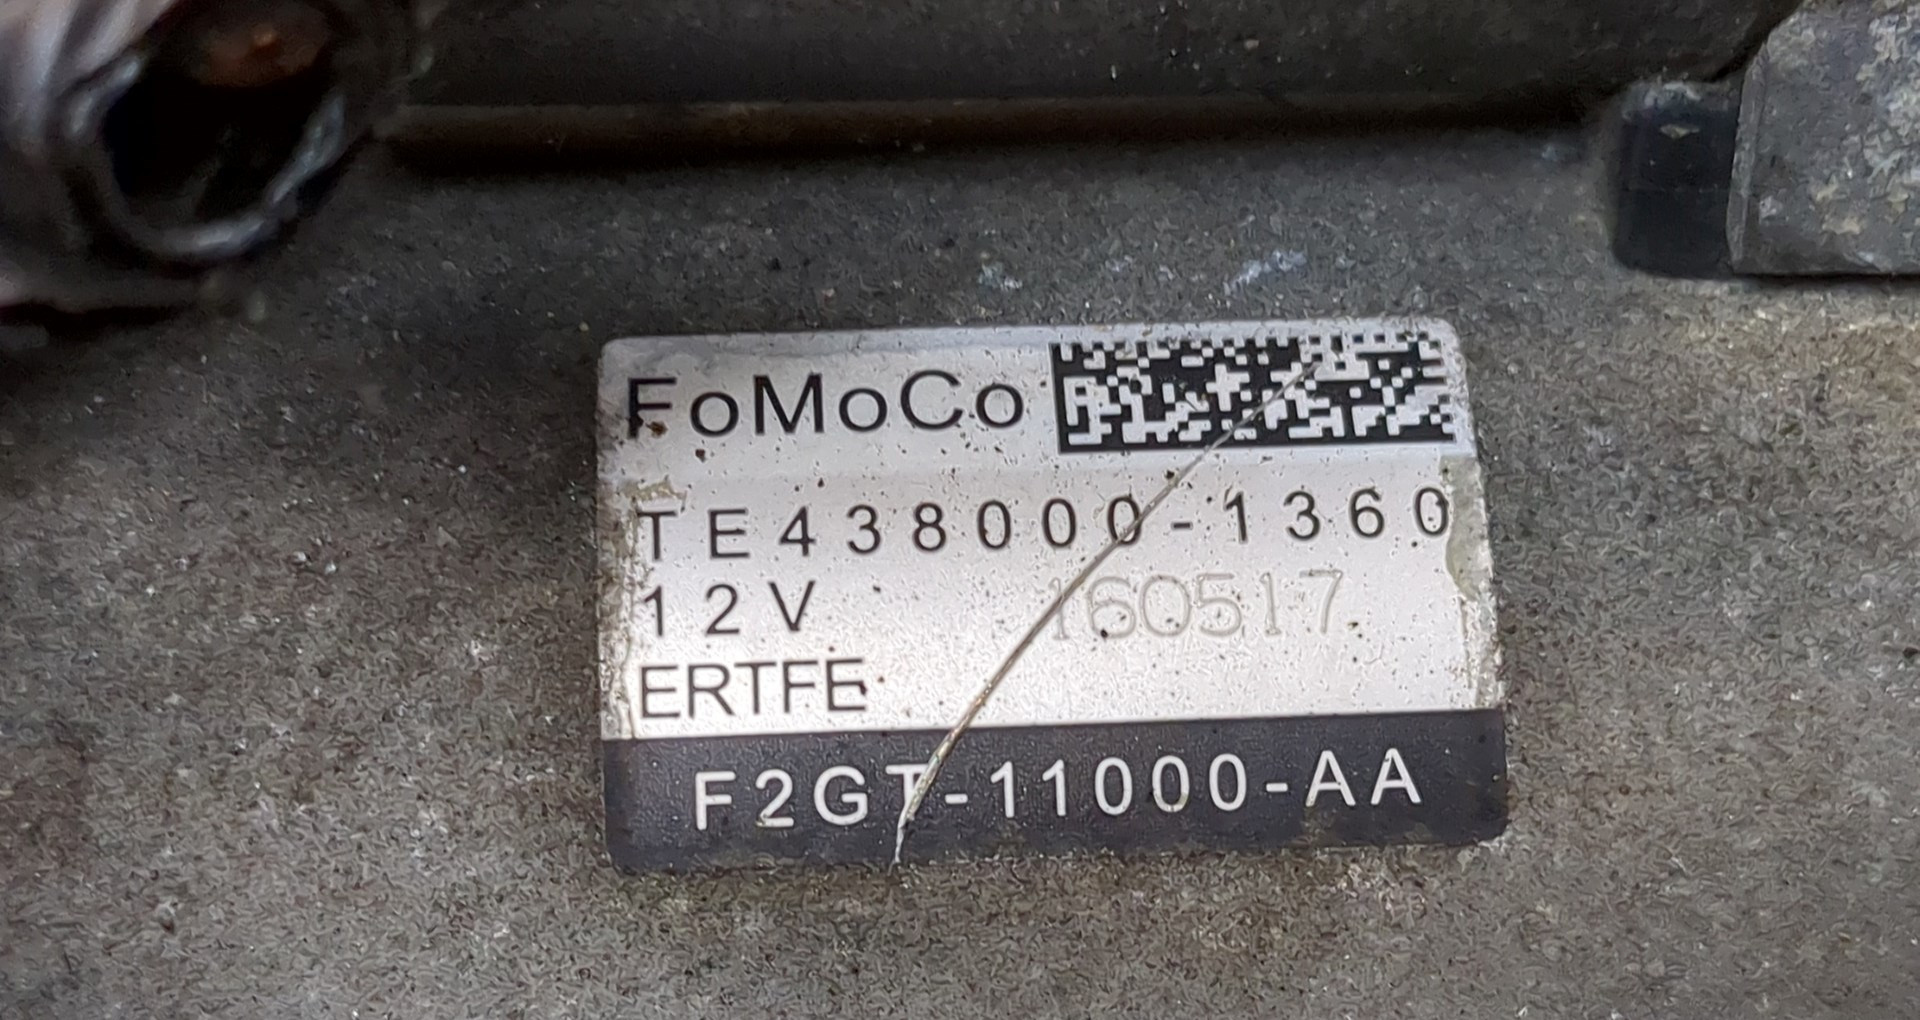 FoMoCo
TE438000-1360
12V 160517
ERTFE
F2GT-11000-AA